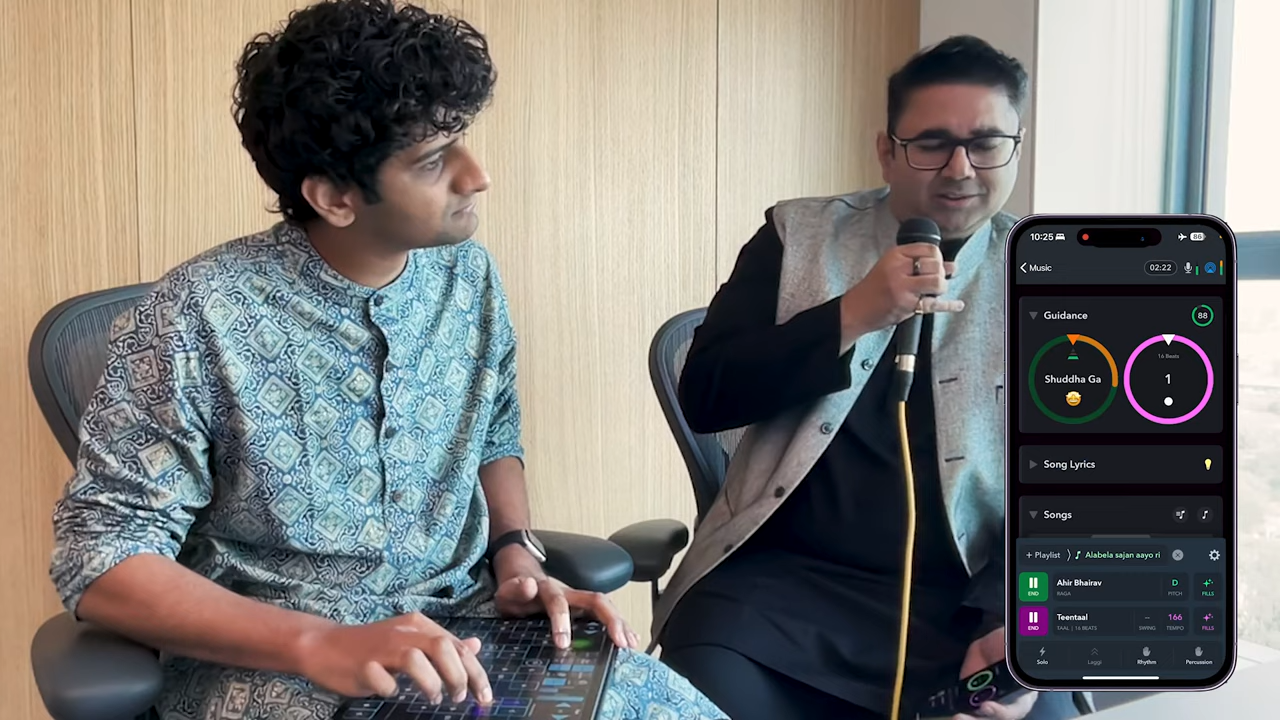 10:25
86
Music
02:22
Guidance
88
Shuddha Ga
16 Beats
1
Song Lyrics
Songs
+ Playlist
Alabela sajan aayo ri
END
Ahir Bhairav
RAGA
D
PITCH
FILLS
END
Teentaal
TAAL | 16 BEATS
--
SWING
166
TEMPO
FILLS
Solo
Laggi
Rhythm
Percussion